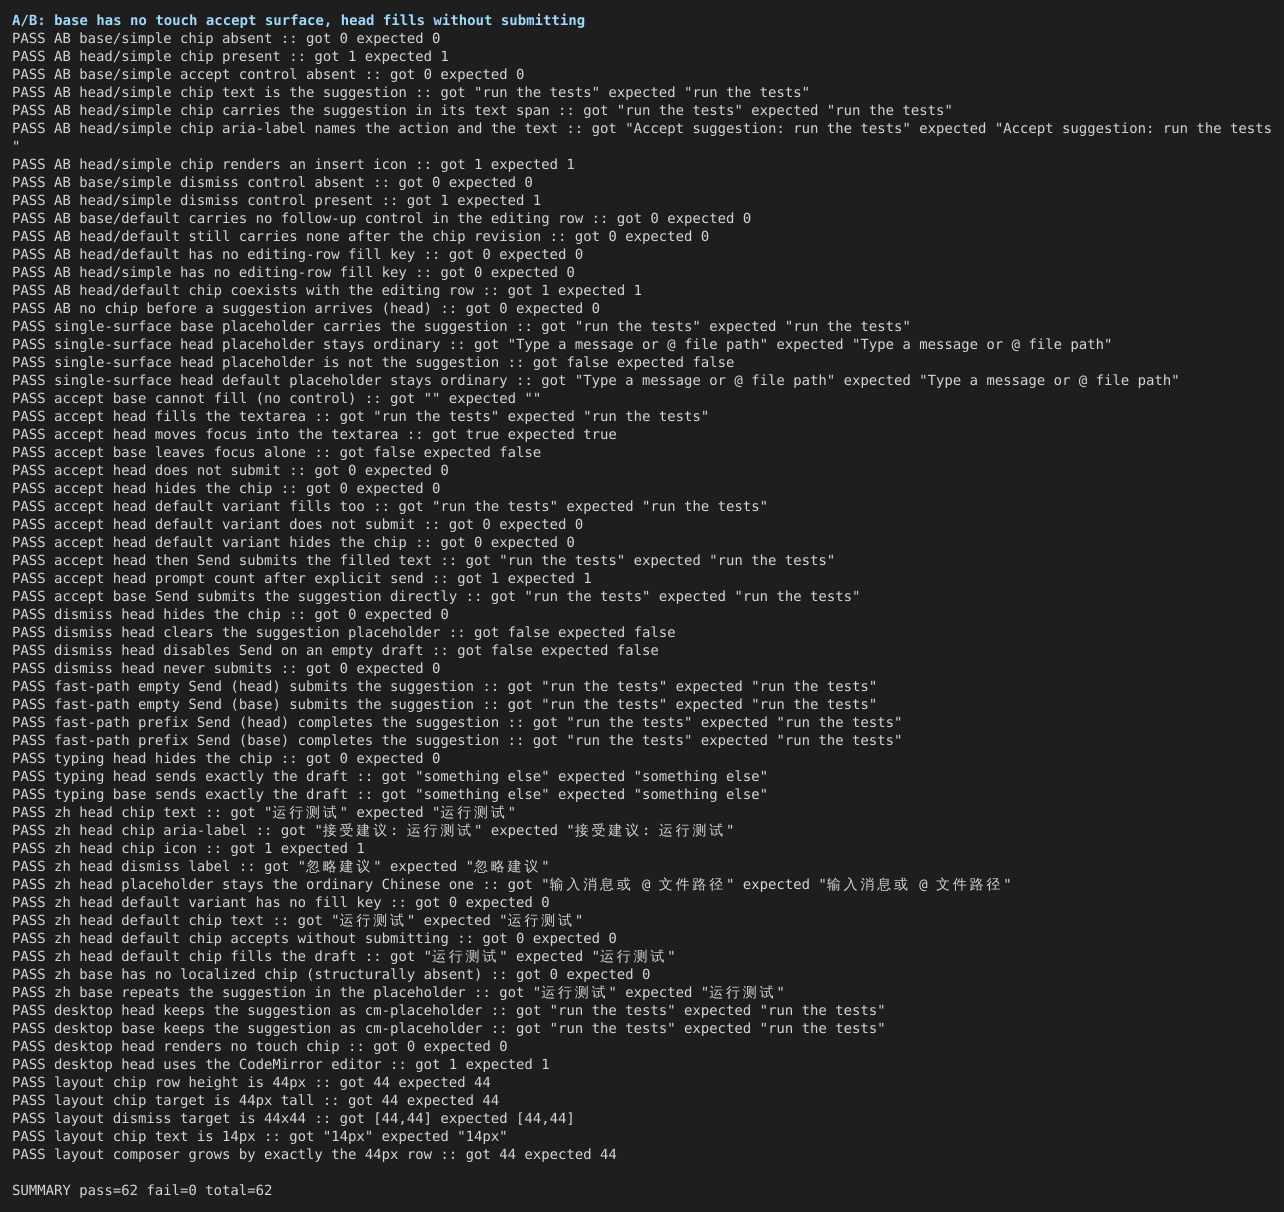 A/B: base has no touch accept surface, head fills without submitting
PASS AB base/simple chip absent :: got 0 expected 0
PASS AB head/simple chip present :: got 1 expected 1
PASS AB base/simple accept control absent :: got 0 expected 0
PASS AB head/simple chip text is the suggestion :: got "run the tests" expected "run the tests"
PASS AB head/simple chip carries the suggestion in its text span :: got "run the tests" expected "run the tests"
PASS AB head/simple chip aria-label names the action and the text :: got "Accept suggestion: run the tests" expected "Accept suggestion: run the tests
"
PASS AB head/simple chip renders an insert icon :: got 1 expected 1
PASS AB base/simple dismiss control absent :: got 0 expected 0
PASS AB head/simple dismiss control present :: got 1 expected 1
PASS AB base/default carries no follow-up control in the editing row :: got 0 expected 0
PASS AB head/default still carries none after the chip revision :: got 0 expected 0
PASS AB head/default has no editing-row fill key :: got 0 expected 0
PASS AB head/simple has no editing-row fill key :: got 0 expected 0
PASS AB head/default chip coexists with the editing row :: got 1 expected 1
PASS AB no chip before a suggestion arrives (head) :: got 0 expected 0
PASS single-surface base placeholder carries the suggestion :: got "run the tests" expected "run the tests"
PASS single-surface head placeholder stays ordinary :: got "Type a message or @ file path" expected "Type a message or @ file path"
PASS single-surface head placeholder is not the suggestion :: got false expected false
PASS single-surface head default placeholder stays ordinary :: got "Type a message or @ file path" expected "Type a message or @ file path"
PASS accept base cannot fill (no control) :: got "" expected ""
PASS accept head fills the textarea :: got "run the tests" expected "run the tests"
PASS accept head moves focus into the textarea :: got true expected true
PASS accept base leaves focus alone :: got false expected false
PASS accept head does not submit :: got 0 expected 0
PASS accept head hides the chip :: got 0 expected 0
PASS accept head default variant fills too :: got "run the tests" expected "run the tests"
PASS accept head default variant does not submit :: got 0 expected 0
PASS accept head default variant hides the chip :: got 0 expected 0
PASS accept head then Send submits the filled text :: got "run the tests" expected "run the tests"
PASS accept head prompt count after explicit send :: got 1 expected 1
PASS accept base Send submits the suggestion directly :: got "run the tests" expected "run the tests"
PASS dismiss head hides the chip :: got 0 expected 0
PASS dismiss head clears the suggestion placeholder :: got false expected false
PASS dismiss head disables Send on an empty draft :: got false expected false
PASS dismiss head never submits :: got 0 expected 0
PASS fast-path empty Send (head) submits the suggestion :: got "run the tests" expected "run the tests"
PASS fast-path empty Send (base) submits the suggestion :: got "run the tests" expected "run the tests"
PASS fast-path prefix Send (head) completes the suggestion :: got "run the tests" expected "run the tests"
PASS fast-path prefix Send (base) completes the suggestion :: got "run the tests" expected "run the tests"
PASS typing head hides the chip :: got 0 expected 0
PASS typing head sends exactly the draft :: got "something else" expected "something else"
PASS typing base sends exactly the draft :: got "something else" expected "something else"
PASS zh head chip text :: got "运行测试" expected "运行测试"
PASS zh head chip aria-label :: got "接受建议: 运行测试" expected "接受建议: 运行测试"
PASS zh head chip icon :: got 1 expected 1
PASS zh head dismiss label :: got "忽略建议" expected "忽略建议"
PASS zh head placeholder stays the ordinary Chinese one :: got "输入消息或 @ 文件路径" expected "输入消息或 @ 文件路径"
PASS zh head default variant has no fill key :: got 0 expected 0
PASS zh head default chip text :: got "运行测试" expected "运行测试"
PASS zh head default chip accepts without submitting :: got 0 expected 0
PASS zh head default chip fills the draft :: got "运行测试" expected "运行测试"
PASS zh base has no localized chip (structurally absent) :: got 0 expected 0
PASS zh base repeats the suggestion in the placeholder :: got "运行测试" expected "运行测试"
PASS desktop head keeps the suggestion as cm-placeholder :: got "run the tests" expected "run the tests"
PASS desktop base keeps the suggestion as cm-placeholder :: got "run the tests" expected "run the tests"
PASS desktop head renders no touch chip :: got 0 expected 0
PASS desktop head uses the CodeMirror editor :: got 1 expected 1
PASS layout chip row height is 44px :: got 44 expected 44
PASS layout chip target is 44px tall :: got 44 expected 44
PASS layout dismiss target is 44x44 :: got [44,44] expected [44,44]
PASS layout chip text is 14px :: got "14px" expected "14px"
PASS layout composer grows by exactly the 44px row :: got 44 expected 44
SUMMARY pass=62 fail=0 total=62